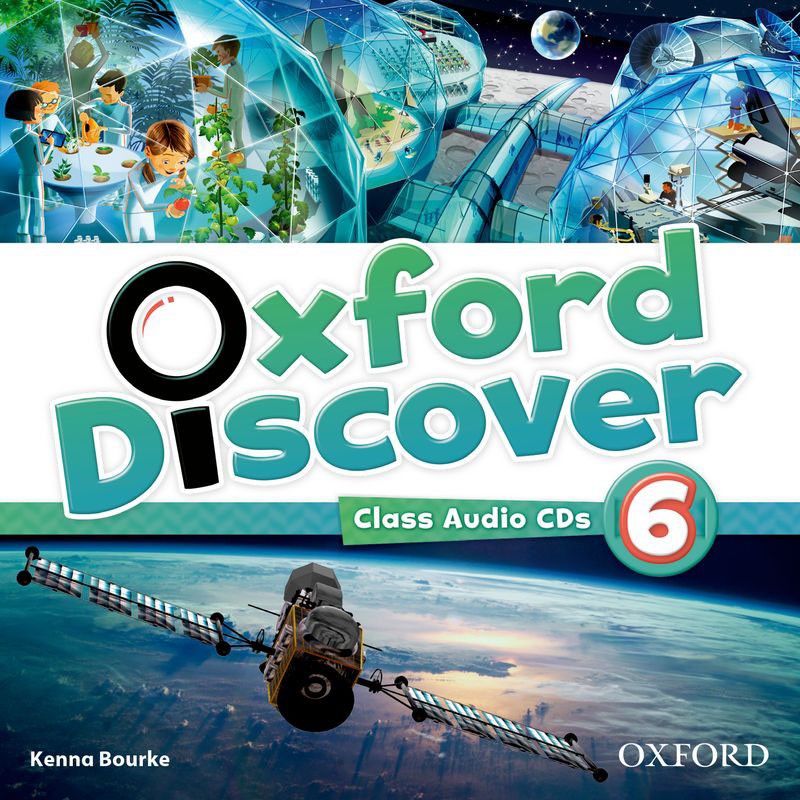 Oxford
Discover
Class Audio CDs 6
Kenna Bourke
OXFORD